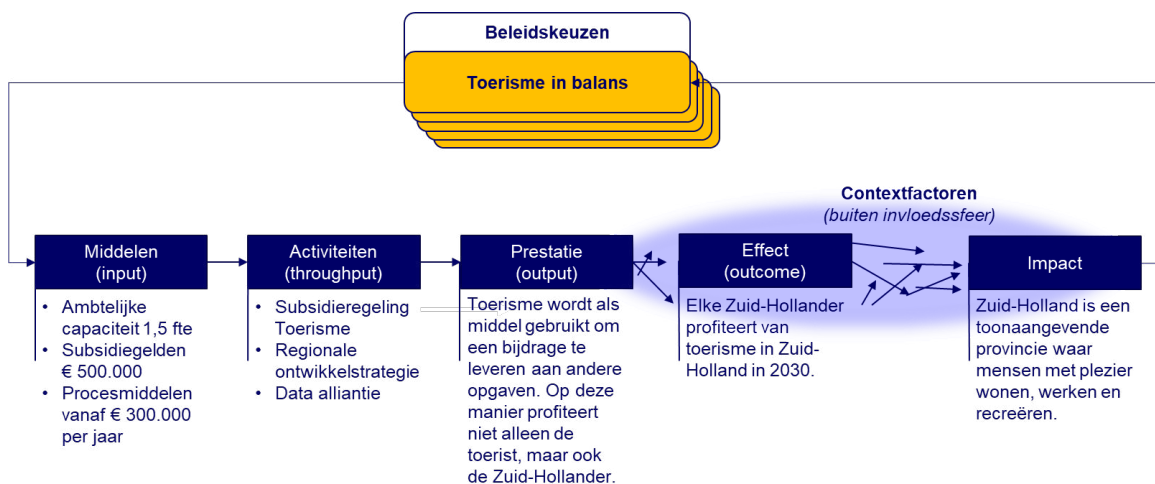 Beleidskeuzen
Toerisme in balans
Contextfactoren
(buiten invloedssfeer)
Middelen
(input)
Activiteiten
(throughput)
Prestatie
(output)
Effect
(outcome)
Impact
• Ambtelijke
capaciteit 1,5 fte
• Subsidiegelden
€ 500.000
• Procesmiddelen
vanaf € 300.000
per jaar
• Subsidieregeling
Toerisme
• Regionale
ontwikkelstrategie
• Data alliantie
Toerisme wordt als
middel gebruikt om
een bijdrage te
leveren aan andere
opgaven. Op deze
manier profiteert
niet alleen de
toerist, maar ook
de Zuid-Hollander.
Elke Zuid-Hollander
profiteert van
toerisme in Zuid-
Holland in 2030.
Zuid-Holland is een
toonaangevende
provincie waar
mensen met plezier
wonen, werken en
recreëren.